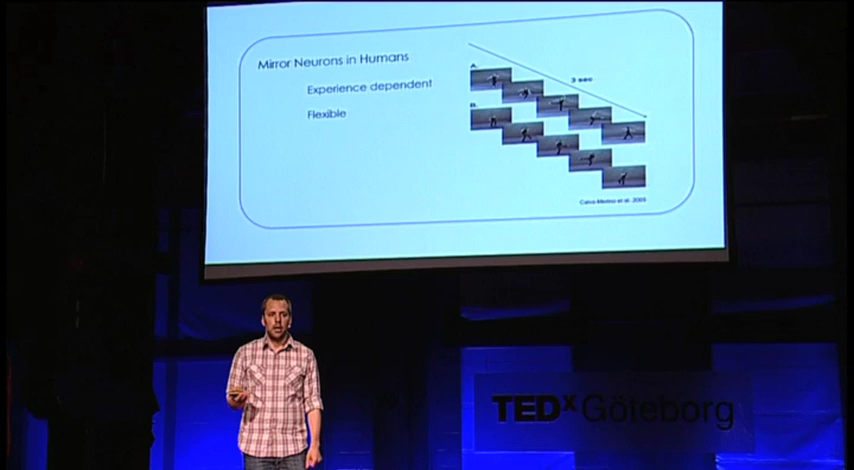 Mirror Neurons in Humans
Experience dependent
Flexible
A.
3 sec
B.
Calvo-Merino et al. 2005
TEDx Göteborg